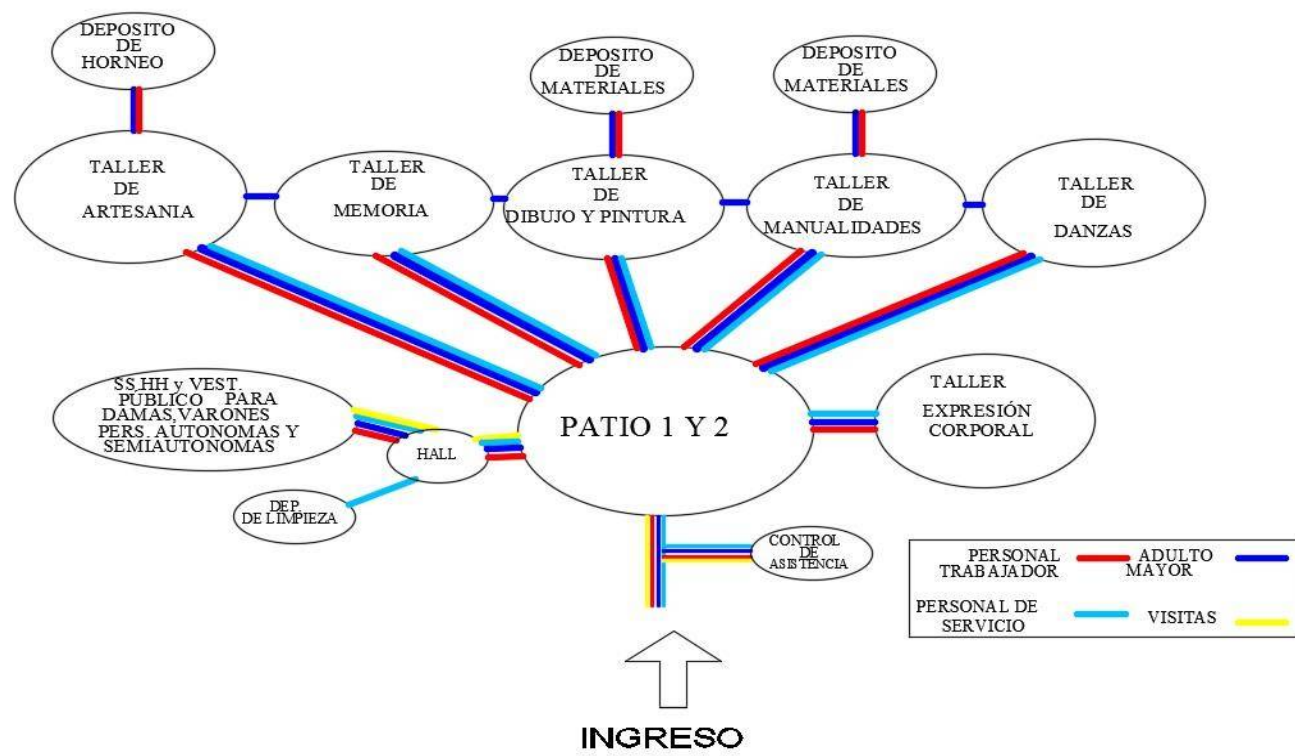 DEPOSITO
DE
HORNEO
DEPOSITO
DE
MATERIALES
DEPOSITO
DE
MATERIALES
TALLER
DE
ARTESANIA
TALLER
DE
MEMORIA
TALLER
DE
DIBUJO Y PINTURA
TALLER
DE
MANUALIDADES
TALLER
DE
DANZAS
SS,HH y VEST.
PÚBLICO PARA
DAMAS,VARONES
PERS. AUTONOMAS Y
SEMIAUTONOMAS
HALL
DEP.
DE LIMPIEZA
PATIO 1 Y 2
TALLER
EXPRESIÓN
CORPORAL
CONTROL
DE
ASISTENCIA
PERSONAL
TRABAJADOR
ADULTO
MAYOR
PERSONAL DE
SERVICIO
VISITAS
INGRESO